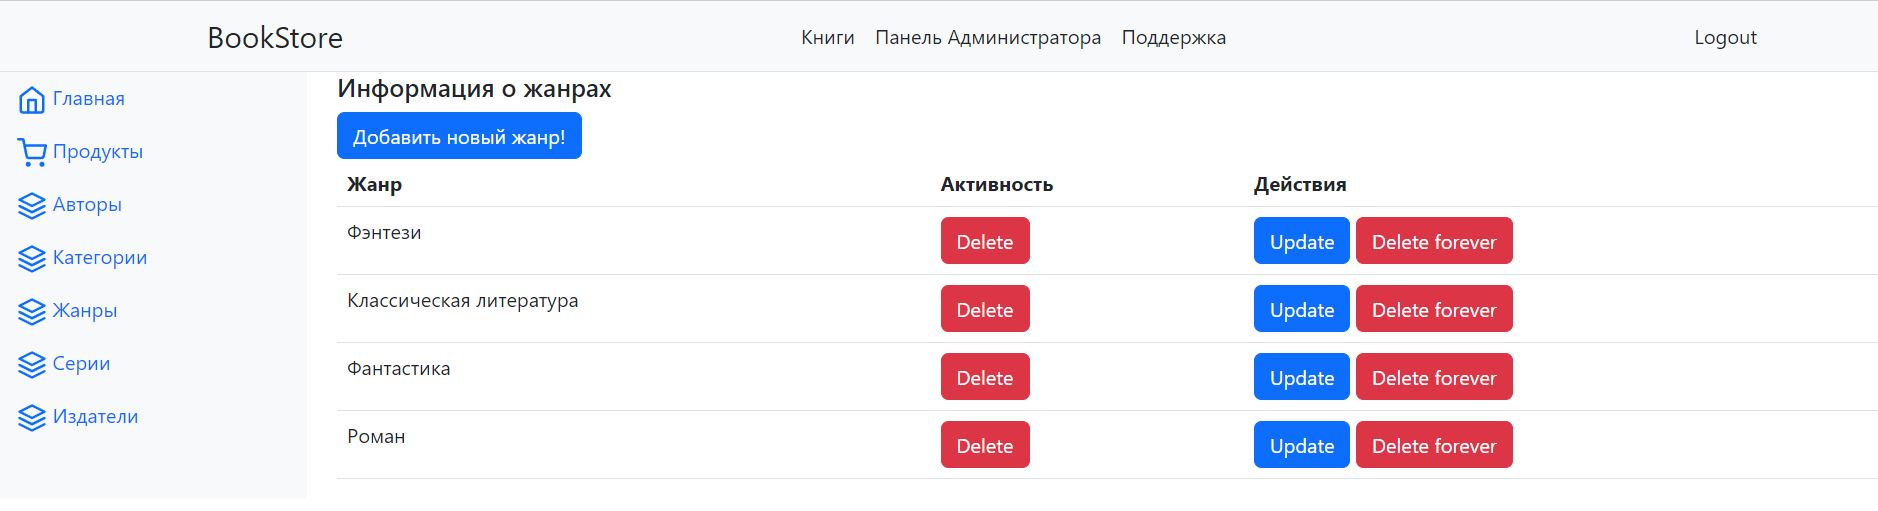 BookStore Книги Панель Администратора Поддержка Logout
Главная
Продукты
Авторы
Категории
Жанры
Серии
Издатели
Информация о жанрах
Добавить новый жанр!
Жанр Активность Действия
Фэнтези Delete Update Delete forever
Классическая литература Delete Update Delete forever
Фантастика Delete Update Delete forever
Роман Delete Update Delete forever